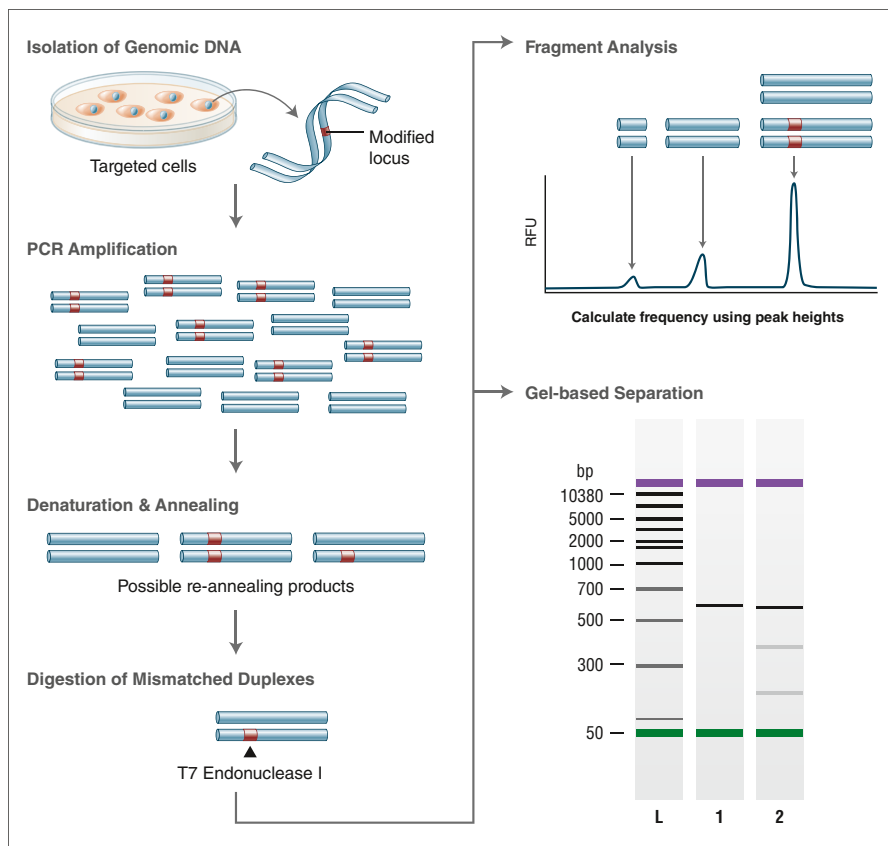 Isolation of Genomic DNA
Targeted cells
Modified
locus
PCR Amplification
Denaturation & Annealing
Possible re-annealing products
Digestion of Mismatched Duplexes
T7 Endonuclease I
Fragment Analysis
RFU
Calculate frequency using peak heights
Gel-based Separation
bp
10380
5000
2000
1000
700
500
300
50
L 1 2